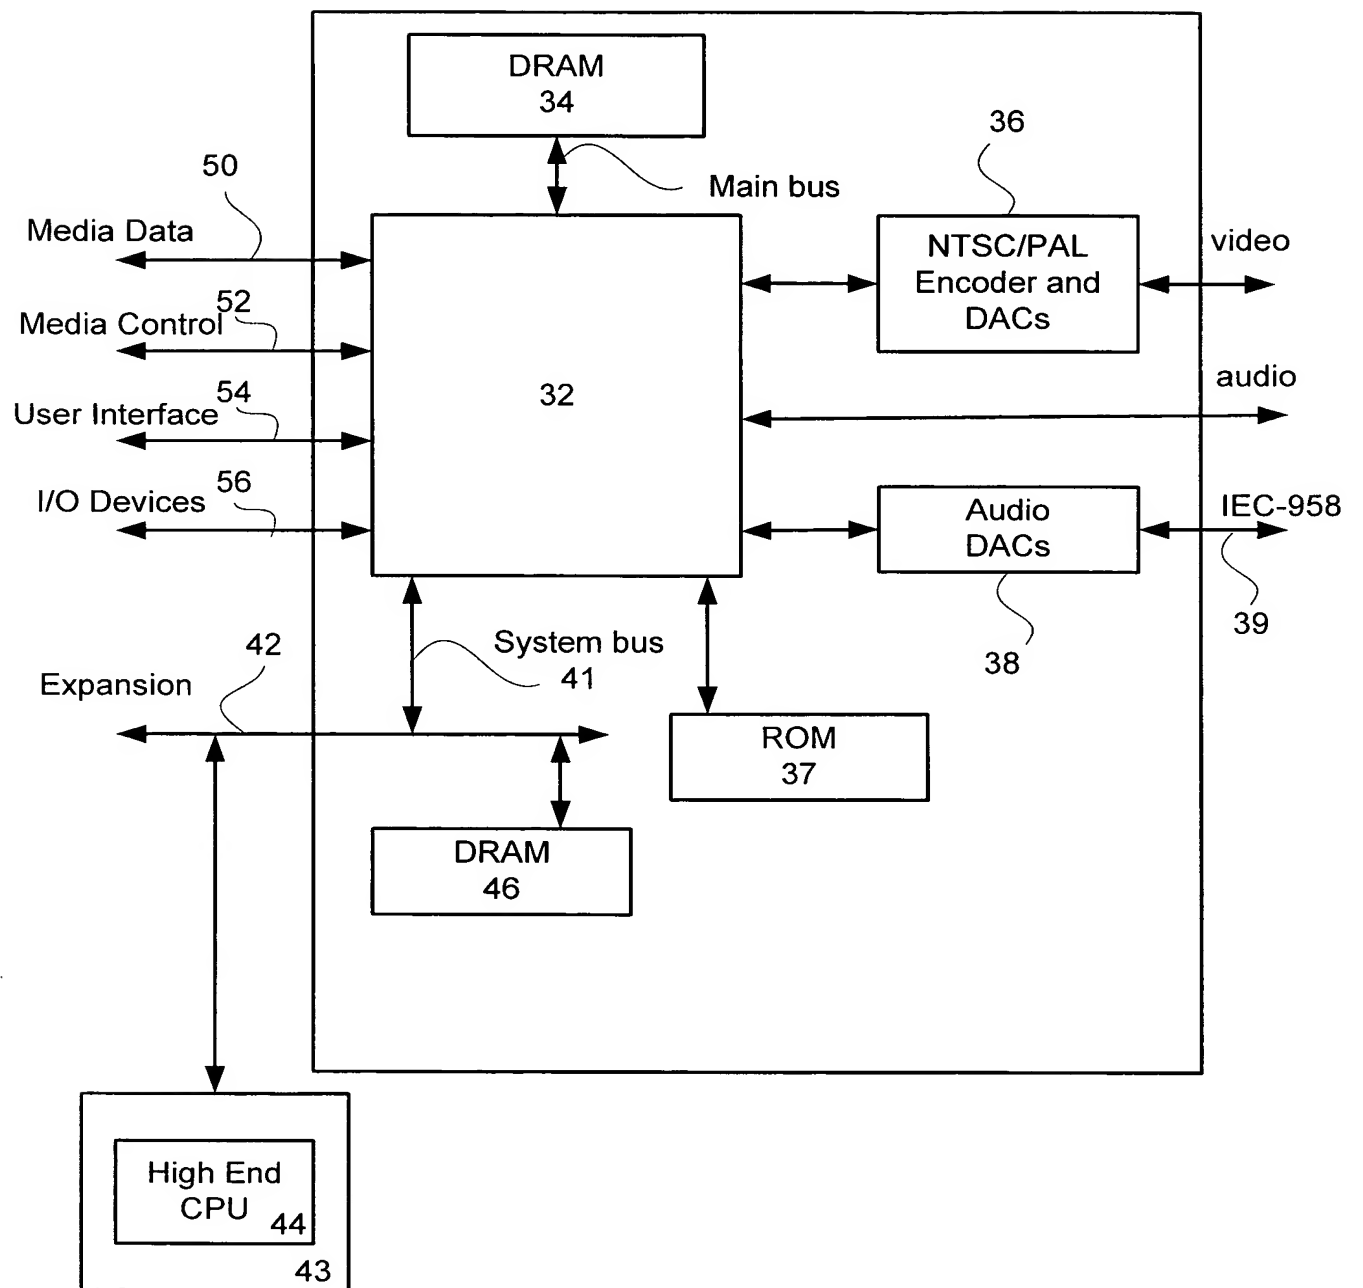 DRAM
34
Main bus
36
50
Media Data
NTSC/PAL
Encoder and
DACs
video
52
Media Control
32
audio
54
User Interface
56
I/O Devices
Audio
DACs
IEC-958
39
38
System bus
41
42
Expansion
ROM
37
DRAM
46
High End
CPU
44
43